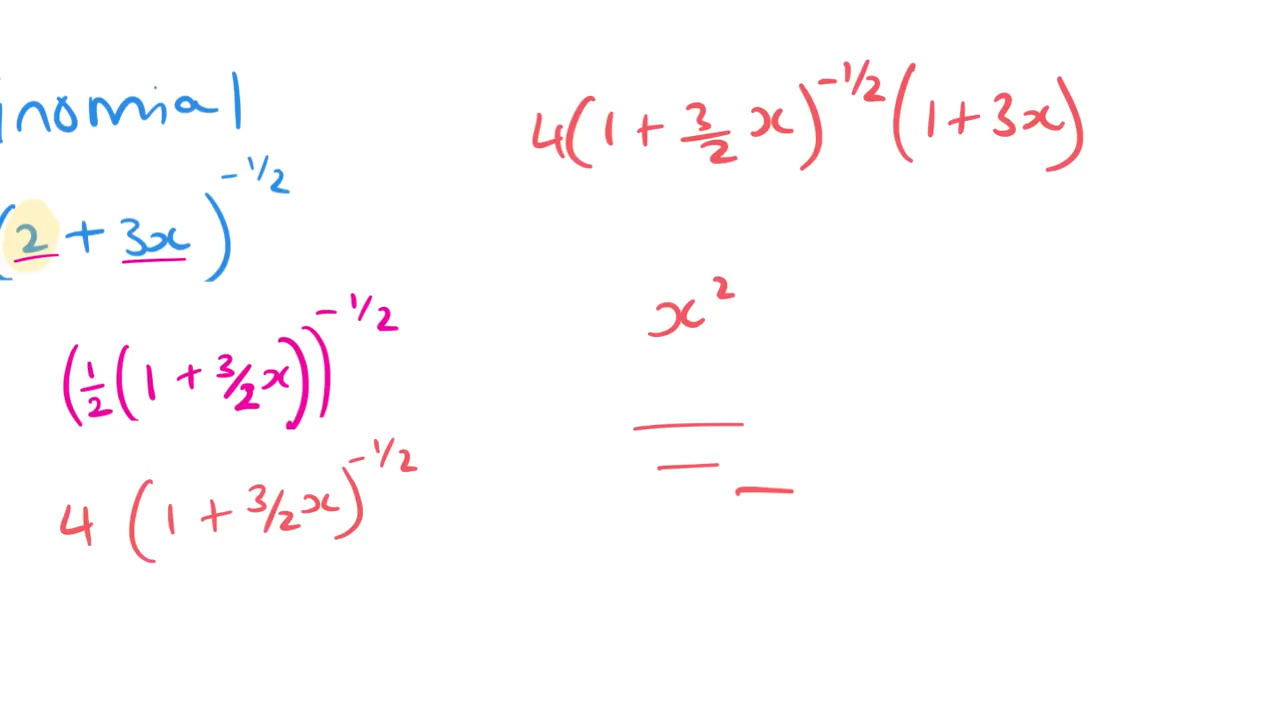 inomial
(2 + 3x)^{-1/2}
(1/2(1 + 3/2x))^{-1/2}
4 (1 + 3/2x)^{-1/2}
4(1 + 3/2 x)^{-1/2}(1 + 3x)
x²